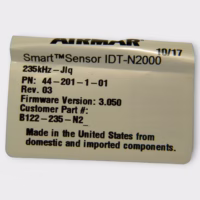 AIRMAR 10/17
Smart™Sensor IDT-N2000
235kHz-JIq
PN: 44-201-1-01
Rev. 03
Firmware Version: 3.050
Customer Part #:
B122-235-N2_
Made in the United States from
domestic and imported components.